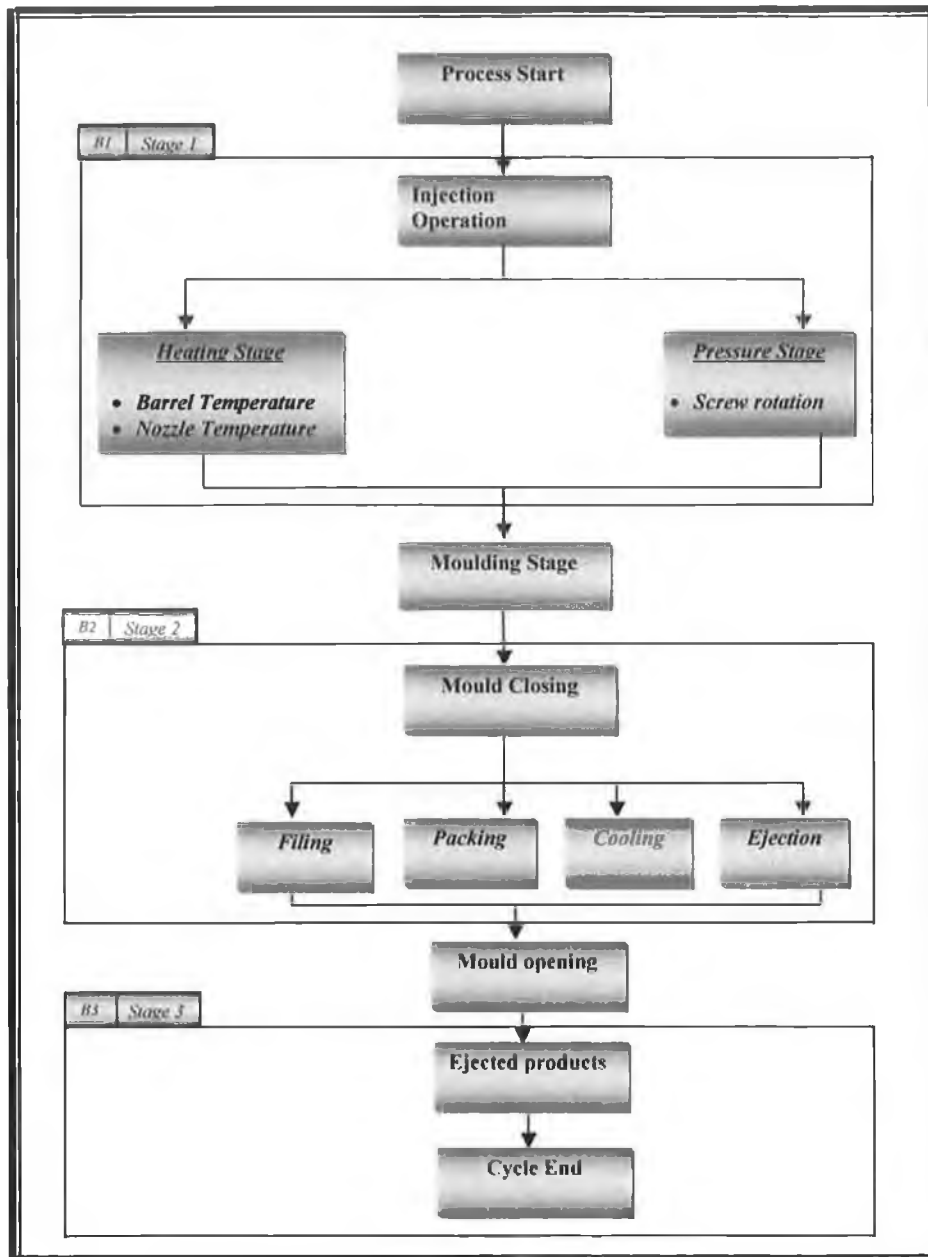 Process Start
B1 Stage 1
Injection
Operation
Heating Stage
• Barrel Temperature
• Nozzle Temperature
Pressure Stage
• Screw rotation
Moulding Stage
B2 Stage 2
Mould Closing
Filing
Packing
Cooling
Ejection
Mould opening
B3 Stage 3
Ejected products
Cycle End